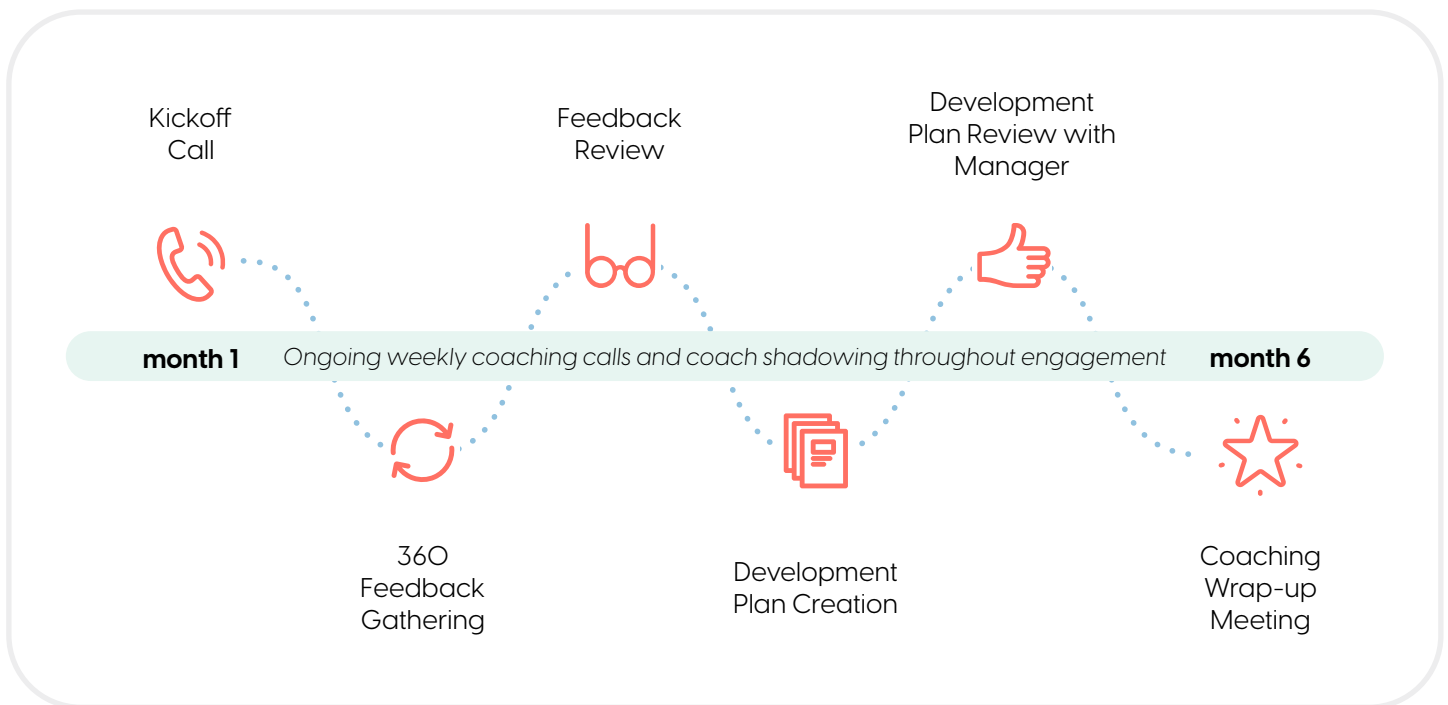 Kickoff
Call
Feedback
Review
Development
Plan Review with
Manager
month 1
Ongoing weekly coaching calls and coach shadowing throughout engagement
month 6
360
Feedback
Gathering
Development
Plan Creation
Coaching
Wrap-up
Meeting